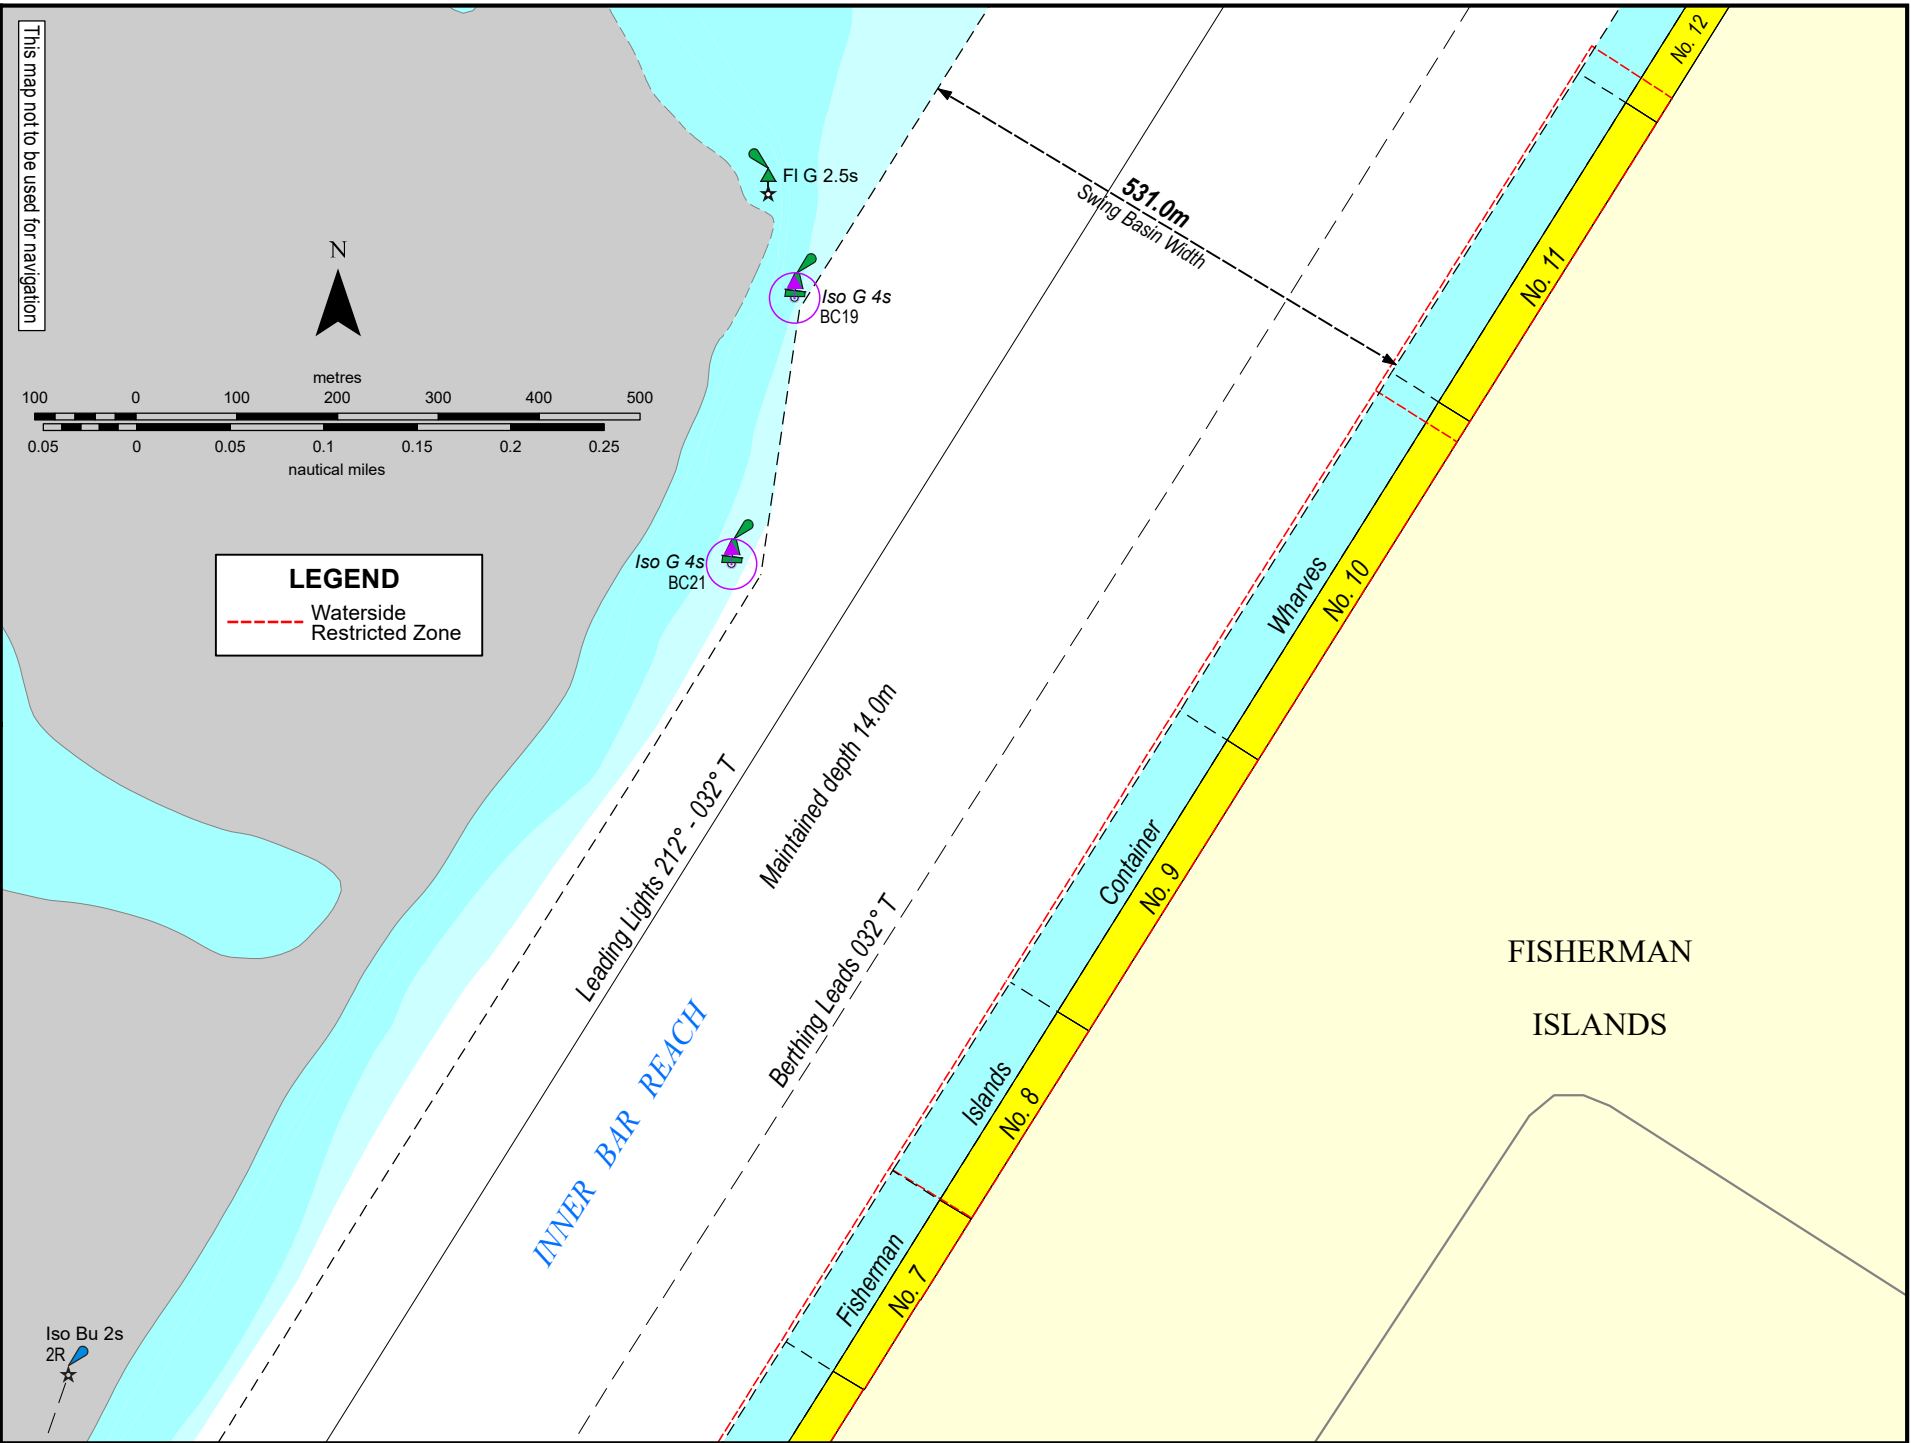 This map not to be used for navigation
N
metres
100 0 100 200 300 400 500
0.05 0 0.05 0.1 0.15 0.2 0.25
nautical miles
LEGEND
Waterside
Restricted Zone
Fl G 2.5s
Iso G 4s
BC19
Iso G 4s
BC21
531.0m
Swing Basin Width
No. 12
No. 11
No. 10
No. 9
No. 8
No. 7
Fisherman Islands Container Wharves
Leading Lights 212° - 032° T
Maintained depth 14.0m
Berthing Leads 032° T
INNER BAR REACH
FISHERMAN
ISLANDS
Iso Bu 2s
2R